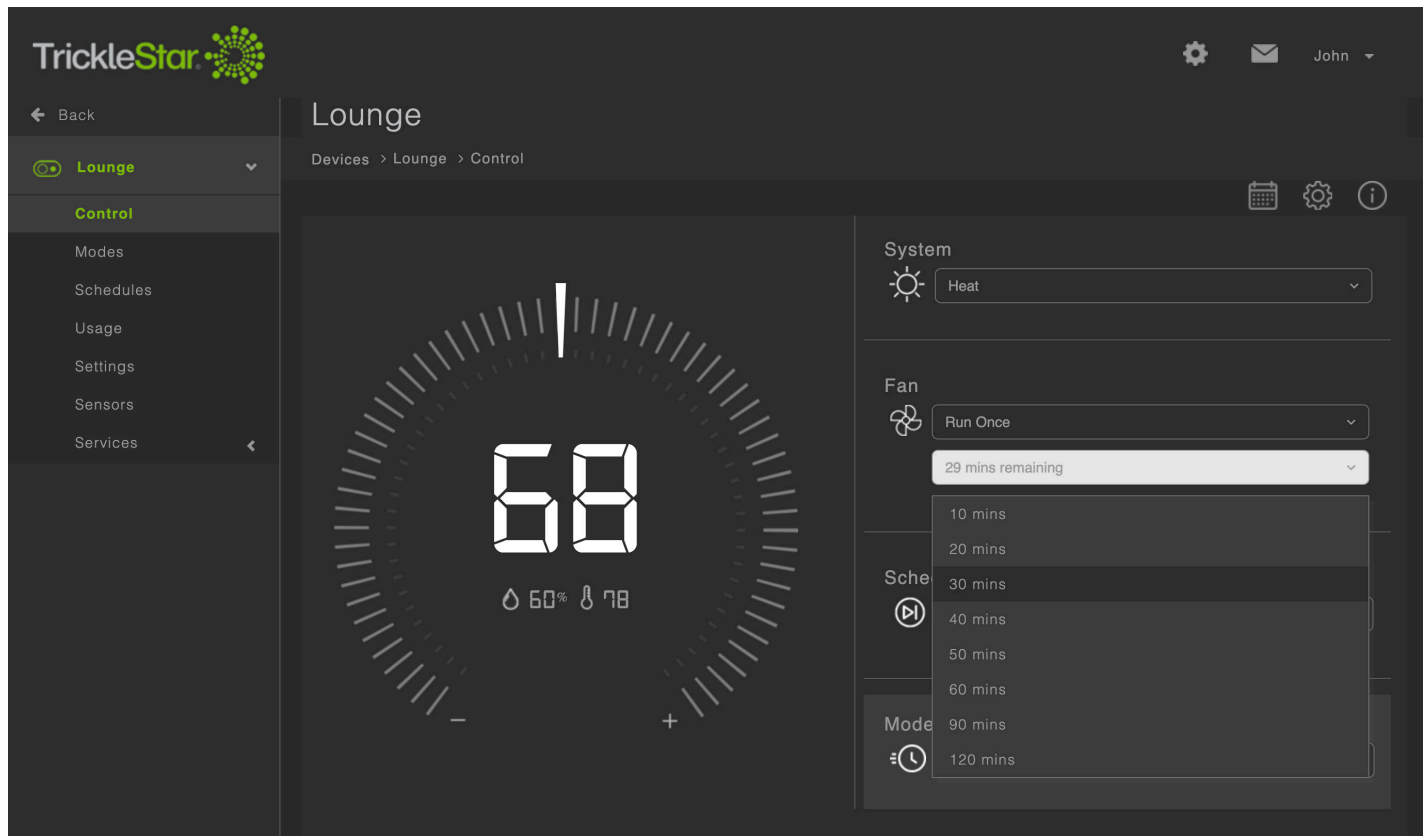 TrickleStar
John
Back
Lounge
Control
Modes
Schedules
Usage
Settings
Sensors
Services
Lounge
Devices > Lounge > Control
68
60% 78
−
+
System
Heat
Fan
Run Once
29 mins remaining
10 mins
20 mins
30 mins
40 mins
50 mins
60 mins
90 mins
120 mins
Sche
Mode